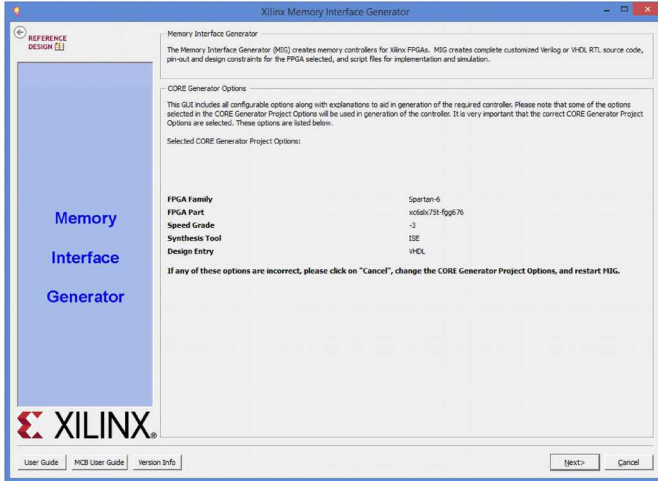 Xilinx Memory Interface Generator
REFERENCE
DESIGN
Memory Interface Generator
The Memory Interface Generator (MIG) creates memory controllers for Xilinx FPGAs. MIG creates complete customized Verilog or VHDL RTL source code,
pin-out and design constraints for the FPGA selected, and script files for implementation and simulation.
CORE Generator Options
This GUI includes all configurable options along with explanations to aid in generation of the required controller. Please note that some of the options
selected in the CORE Generator Project Options will be used in generation of the controller. It is very important that the correct CORE Generator Project
Options are selected. These options are listed below.
Selected CORE Generator Project Options:
FPGA Family Spartan-6
FPGA Part xc6slx75t-fgg676
Speed Grade -3
Synthesis Tool ISE
Design Entry VHDL
If any of these options are incorrect, please click on "Cancel", change the CORE Generator Project Options, and restart MIG.
Memory
Interface
Generator
XILINX®
User Guide MCB User Guide Version Info Next> Cancel